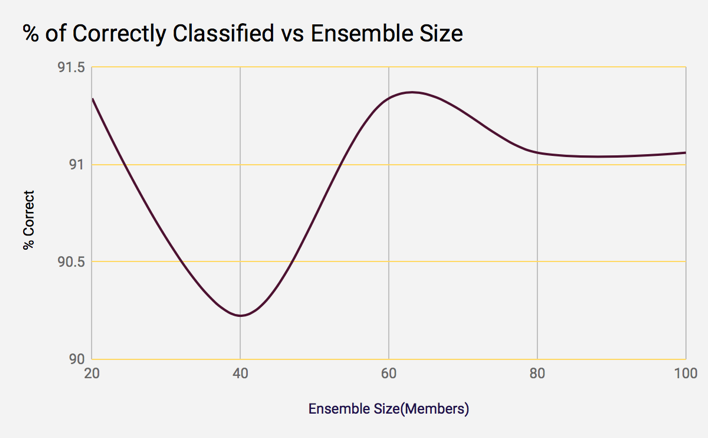 % of Correctly Classified vs Ensemble Size
91.5
91
90.5
90
% Correct
20 40 60 80 100
Ensemble Size(Members)